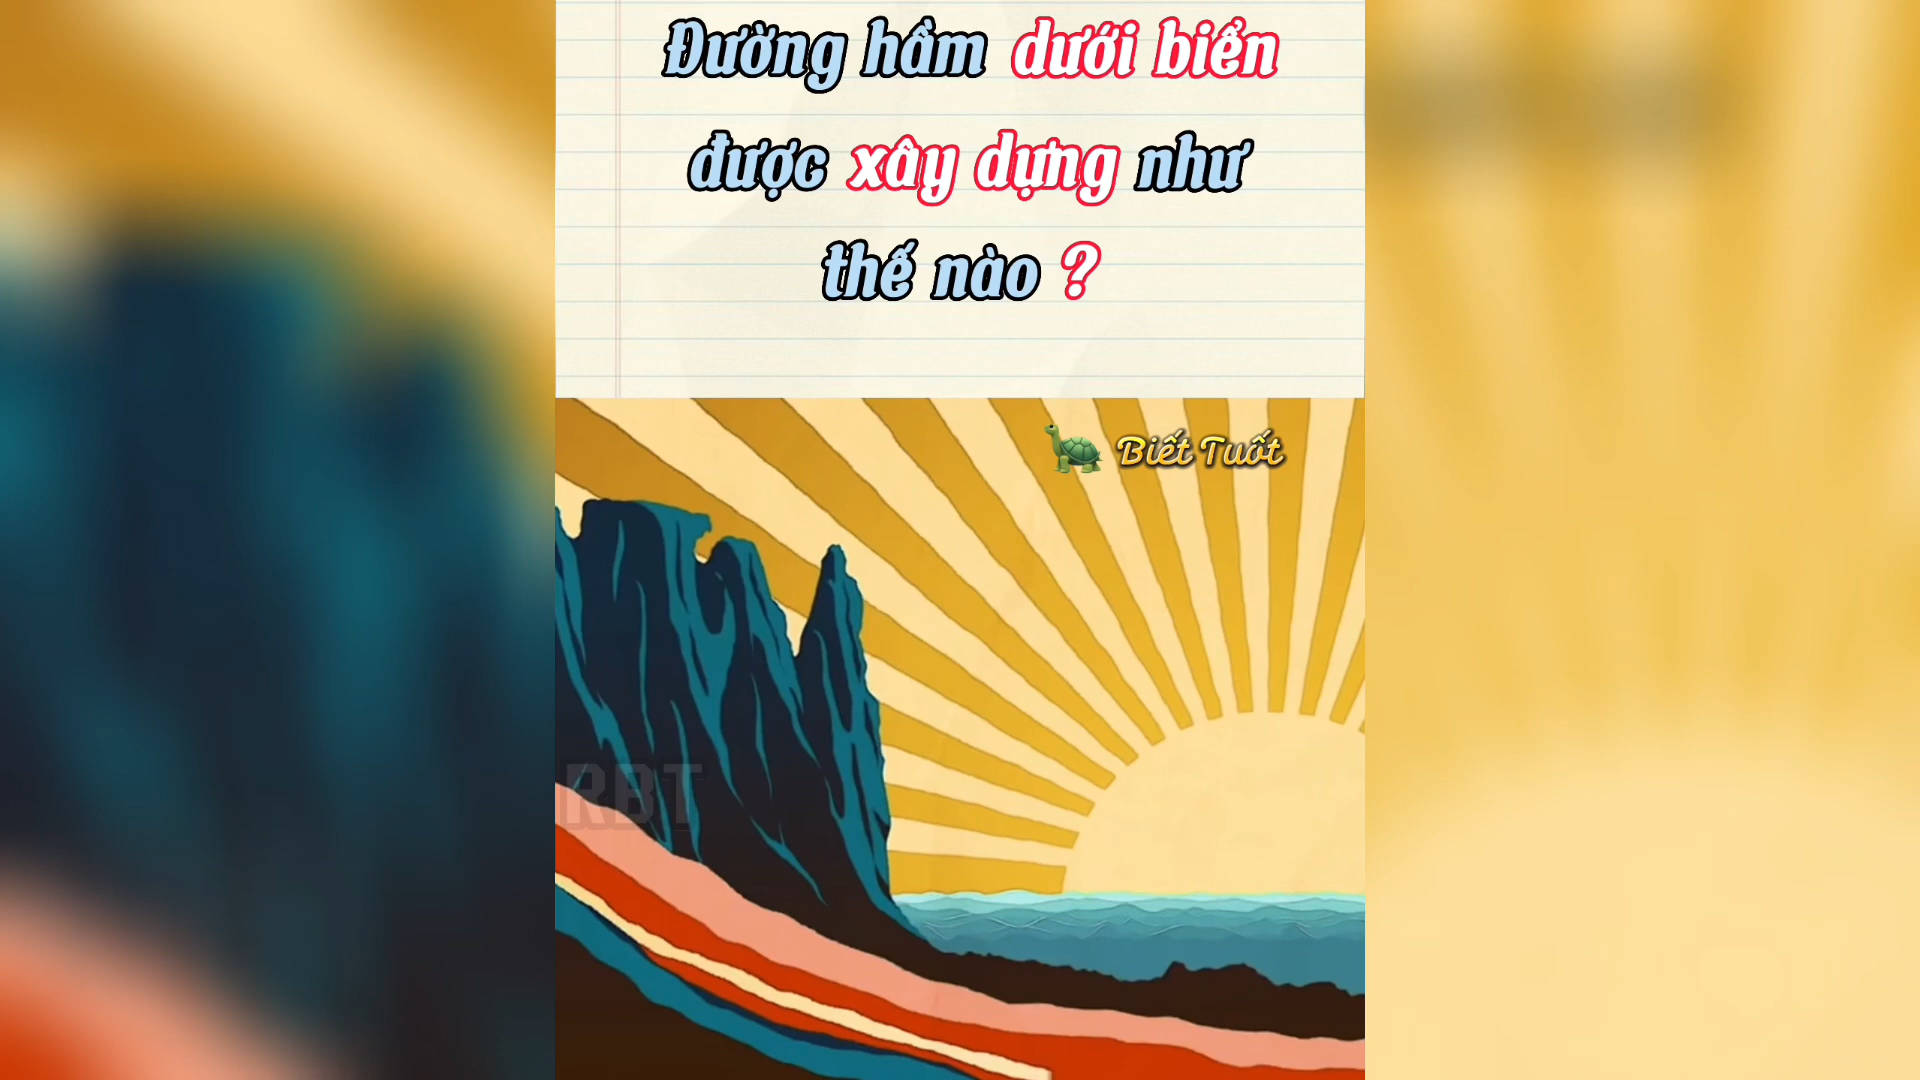 Đường hầm dưới biển
được xây dựng như
thế nào ?
Biết Tuốt
RBT